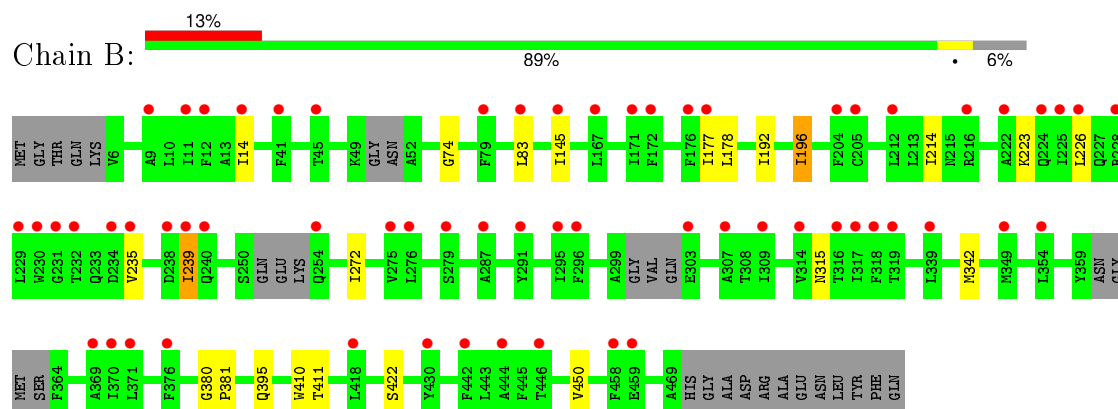 13%
Chain B:
89%
•
6%
MET GLY THR GLN LYS V6 A9 L10 I11 F12 A13 I14 F41 T45 K49 GLY ASN A52 G74 F79 L83 I145 L167 I171 F172 F176 I177 L178 I192 I196 F204 C205 L212 L213 I214 N215 R216 A222 K223 Q224 I225 L226 Q227
L229 W230 G231 T232 Q233 D234 V235 D238 I239 Q240 S250 GLN GLU LYS Q254 I272 V275 L276 S279 A287 Y291 I295 F296 A299 GLY VAL GLN E303 A307 T308 I309 V314 N315 T316 I317 F318 T319 L339 M342 M349 L354 Y359 ASN GLY
MET SER F364 A369 I370 L371 F376 G380 P381 Q395 W410 T411 L418 S422 Y430 F442 L443 A444 F445 T446 V450 F458 E459 A469 HIS GLY ALA ASP ARG ALA GLU ASN LEU TYR PHE GLN